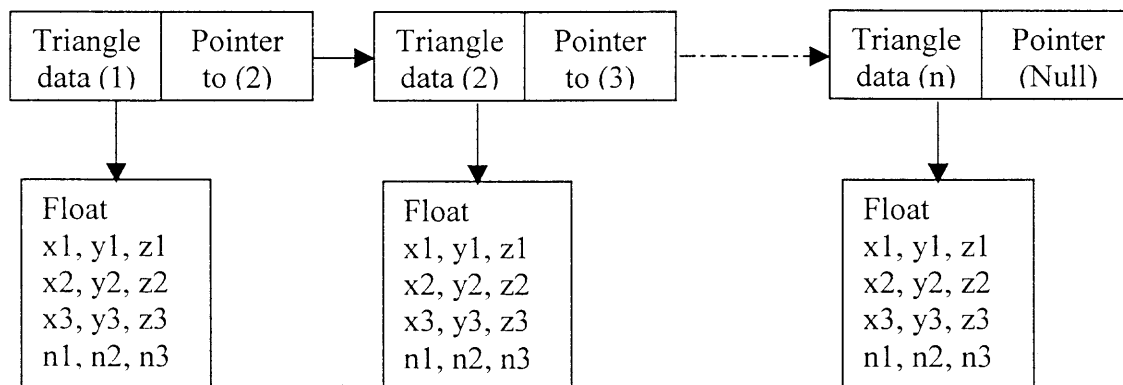 Triangle data (1)
Pointer to (2)
Triangle data (2)
Pointer to (3)
Triangle data (n)
Pointer (Null)
Float
x1, y1, z1
x2, y2, z2
x3, y3, z3
n1, n2, n3
Float
x1, y1, z1
x2, y2, z2
x3, y3, z3
n1, n2, n3
Float
x1, y1, z1
x2, y2, z2
x3, y3, z3
n1, n2, n3